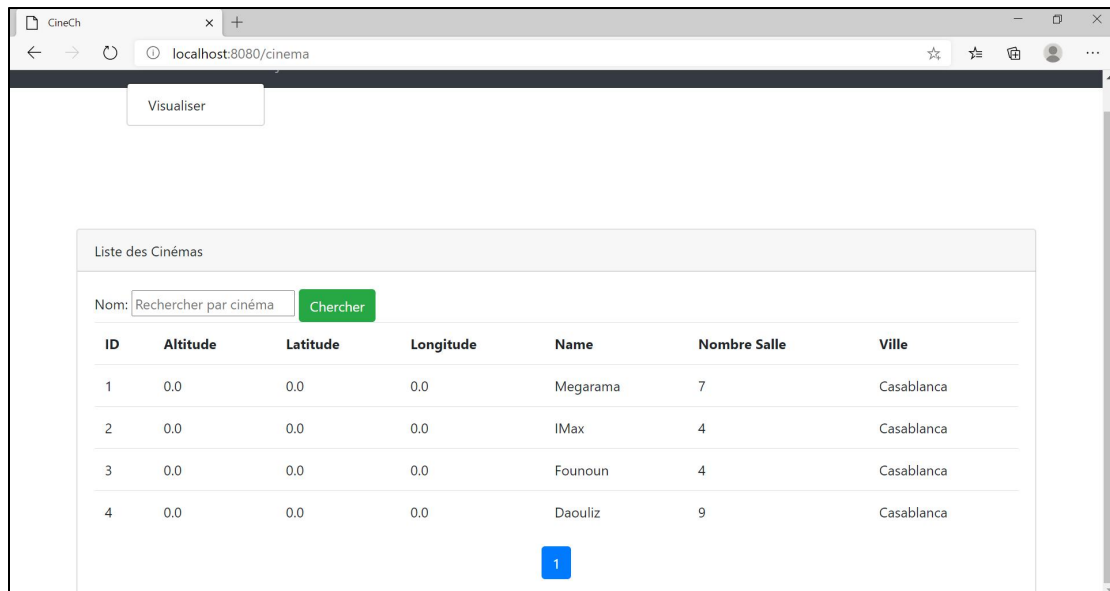 CineCh
localhost:8080/cinema
Visualiser
Liste des Cinémas
Nom: Rechercher par cinéma Chercher
ID Altitude Latitude Longitude Name Nombre Salle Ville
1 0.0 0.0 0.0 Megarama 7 Casablanca
2 0.0 0.0 0.0 IMax 4 Casablanca
3 0.0 0.0 0.0 Founoun 4 Casablanca
4 0.0 0.0 0.0 Daouliz 9 Casablanca
1